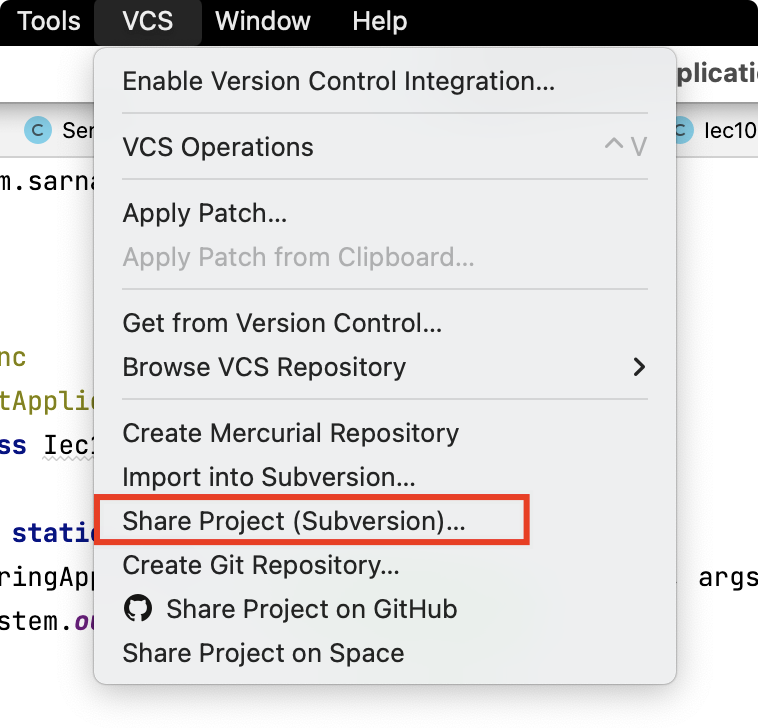 Tools VCS Window Help
Enable Version Control Integration...
plicati
C Ser
C Iec10
VCS Operations ^ V
m.sarna
Apply Patch...
Apply Patch from Clipboard...
Get from Version Control...
nc
Browse VCS Repository >
tApplic
Create Mercurial Repository
ss Iec1
Import into Subversion...
Share Project (Subversion)...
static
Create Git Repository...
ringApp args
Share Project on GitHub
stem.ou
Share Project on Space